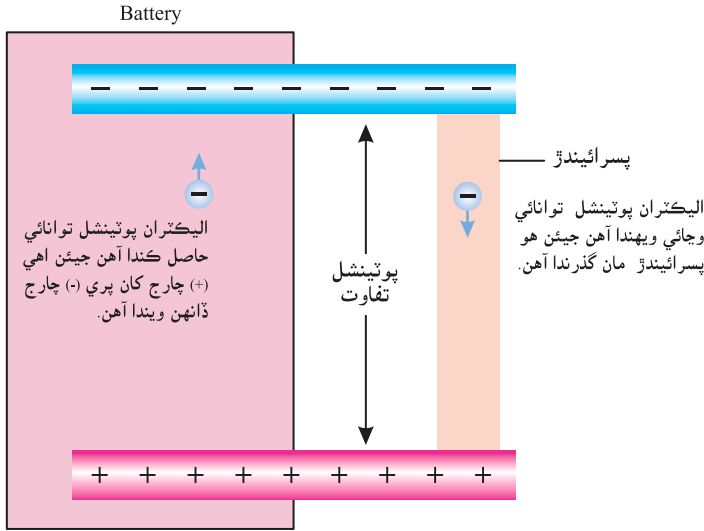 Battery
− − − − − − − − −
پسرائيندڙ
−
−
اليڪٽران پوٽينشل توانائي
وڃائي ويهندا آهن جيئن هو
پسرائيندڙ مان گذرندا آهن.
اليڪٽران پوٽينشل توانائي
حاصل ڪندا آهن جيئن اهي
(+) چارج کان پري (-) چارج
ڏانهن ويندا آهن.
پوٽينشل
تفاوت
+ + + + + + + + +